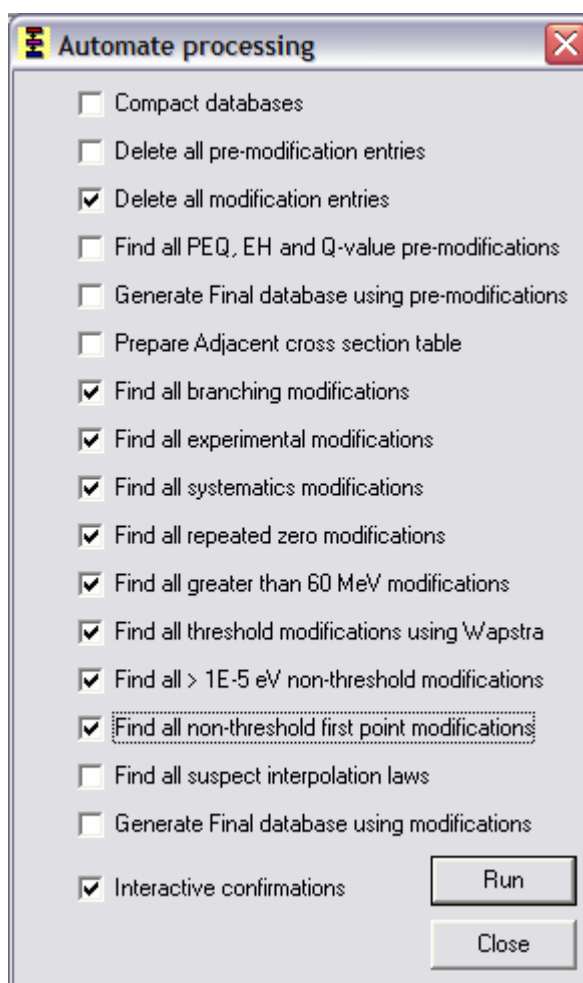 Automate processing
Compact databases
Delete all pre-modification entries
Delete all modification entries
Find all PEQ, EH and Q-value pre-modifications
Generate Final database using pre-modifications
Prepare Adjacent cross section table
Find all branching modifications
Find all experimental modifications
Find all systematics modifications
Find all repeated zero modifications
Find all greater than 60 MeV modifications
Find all threshold modifications using Wapstra
Find all > 1E-5 eV non-threshold modifications
Find all non-threshold first point modifications
Find all suspect interpolation laws
Generate Final database using modifications
Interactive confirmations
Run
Close